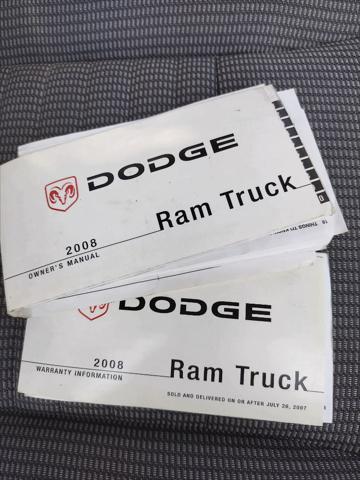 DODGE
Ram Truck
2008
OWNER'S MANUAL
DODGE
2008
Ram Truck
WARRANTY INFORMATION
SOLD AND DELIVERED ON OR AFTER JULY 26, 2007